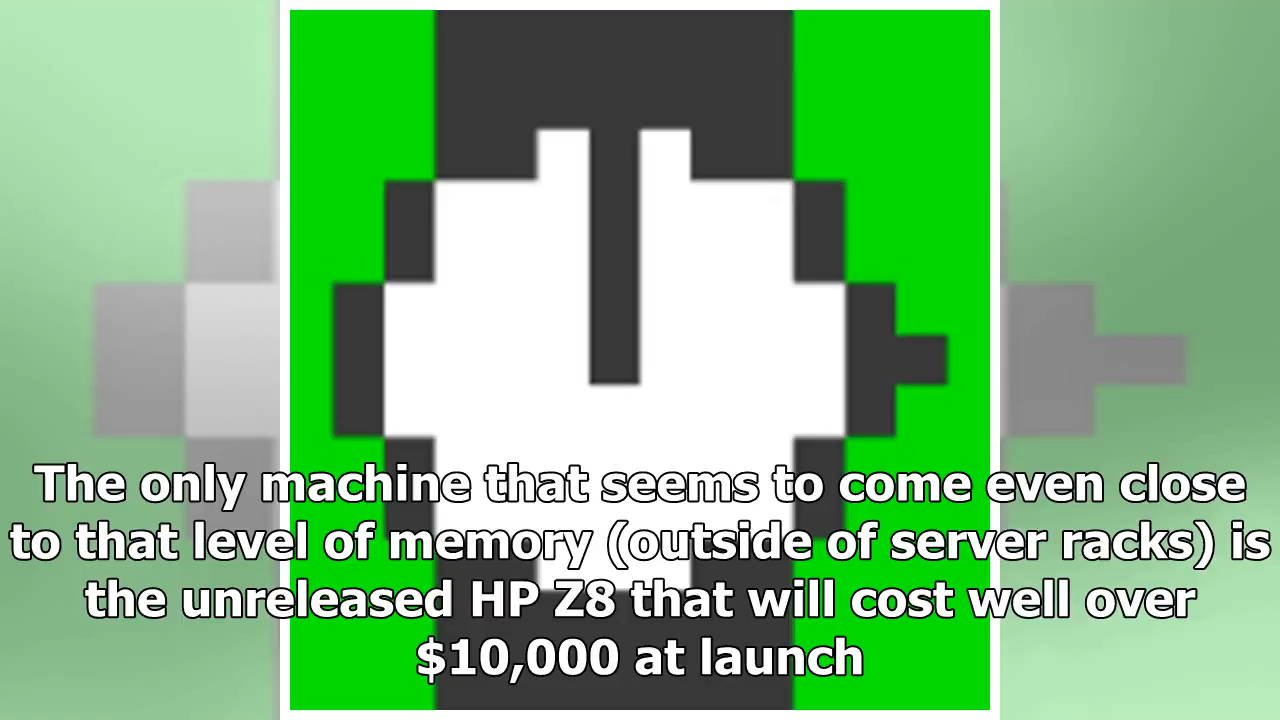 The only machine that seems to come even close
to that level of memory (outside of server racks) is
the unreleased HP Z8 that will cost well over
$10,000 at launch